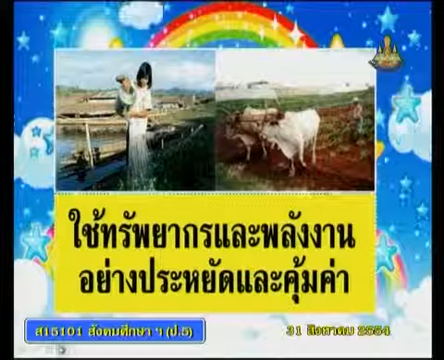 ใช้ทรัพยากรและพลังงาน
อย่างประหยัดและคุ้มค่า
ส15101 สังคมศึกษา ฯ (ป.5)
31 สิงหาคม 2554